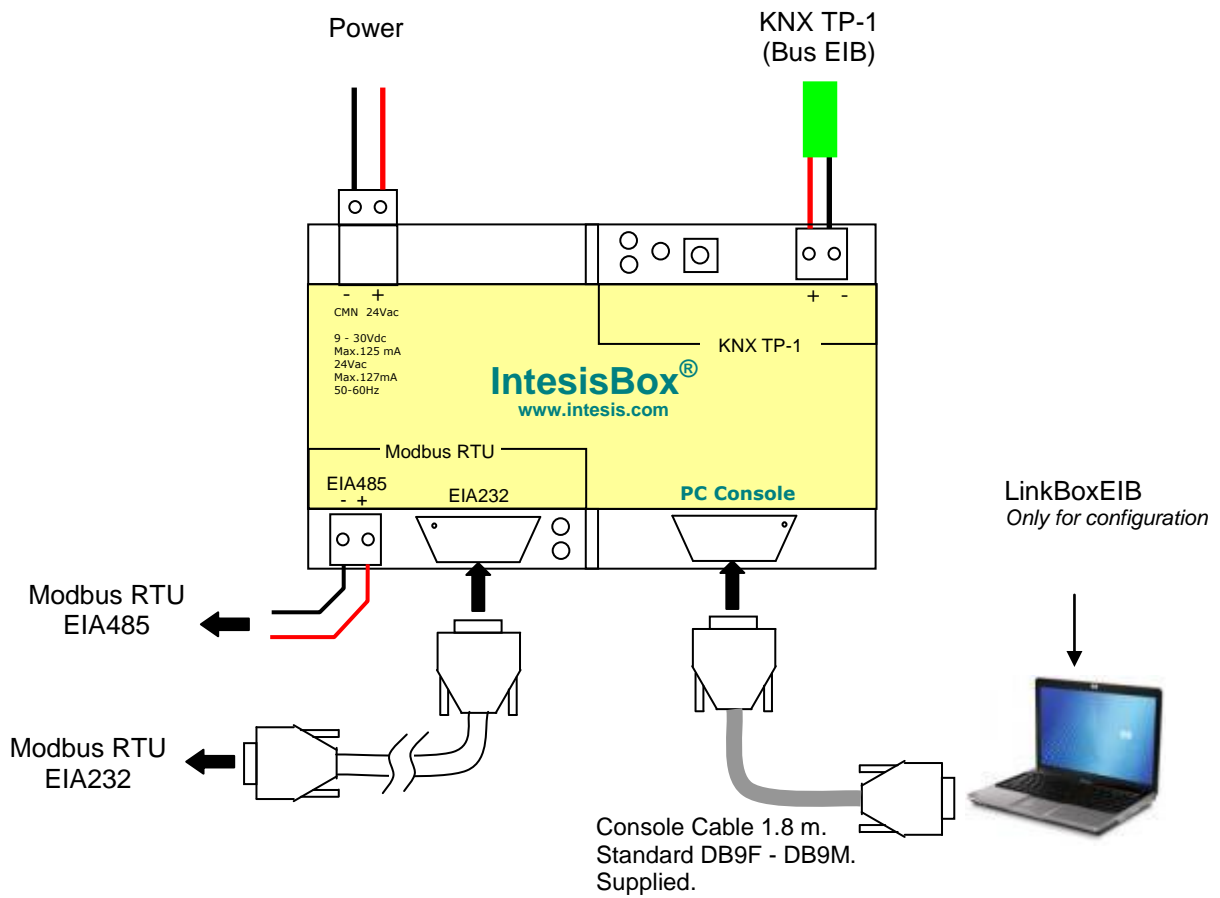 Power
KNX TP-1
(Bus EIB)
- +
CMN 24Vac
9 - 30Vdc
Max.125 mA
24Vac
Max.127mA
50-60Hz
+ -
KNX TP-1
IntesisBox®
www.intesis.com
Modbus RTU
EIA485
- +
EIA232
PC Console
LinkBoxEIB
Only for configuration
Modbus RTU
EIA485
Modbus RTU
EIA232
Console Cable 1.8 m.
Standard DB9F - DB9M.
Supplied.